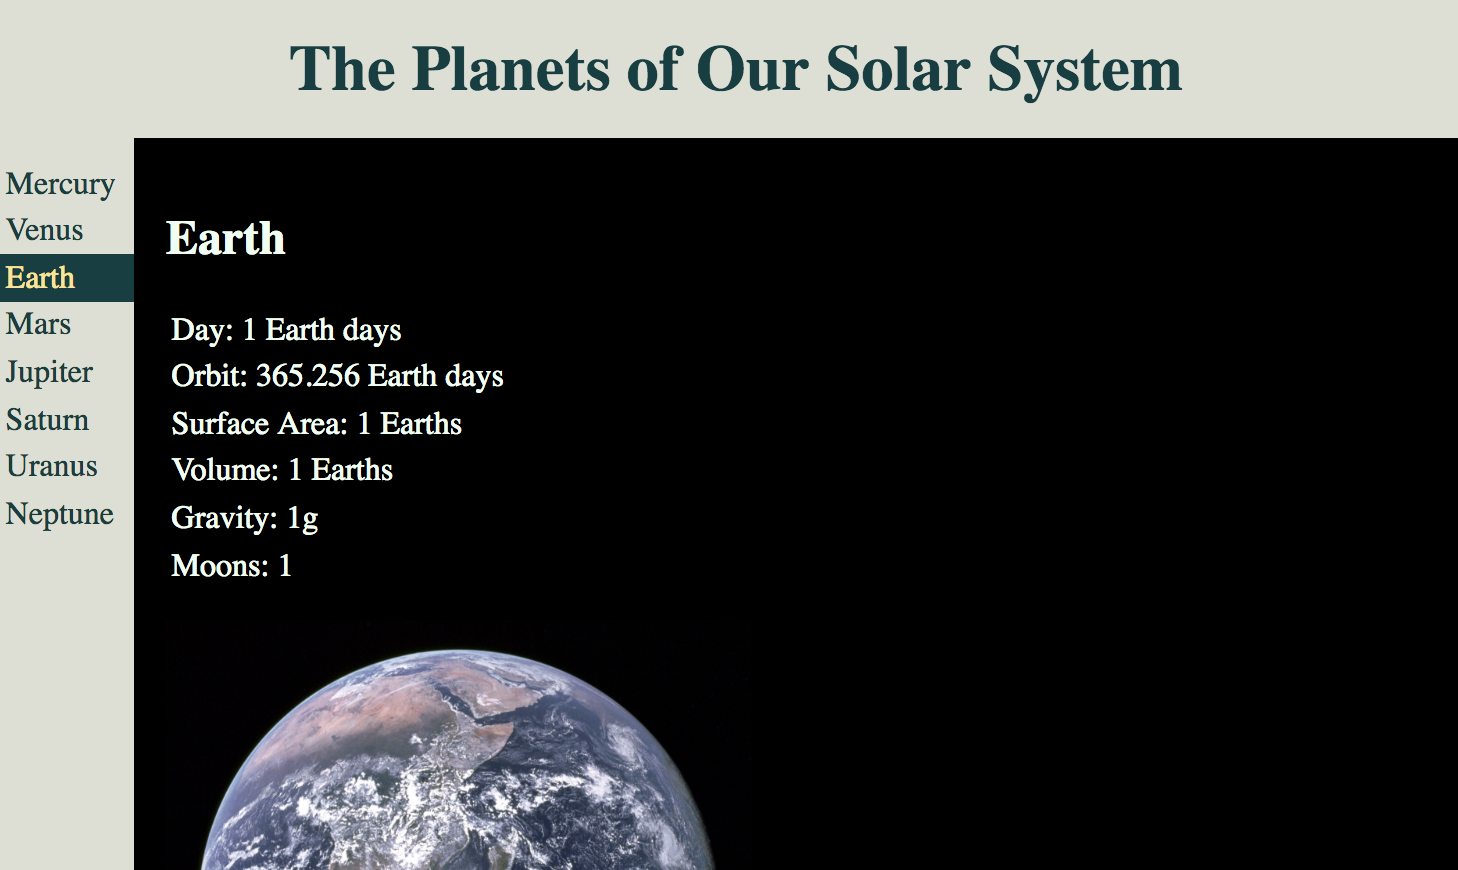 The Planets of Our Solar System
Mercury
Venus
Earth
Mars
Jupiter
Saturn
Uranus
Neptune
Earth
Day: 1 Earth days
Orbit: 365.256 Earth days
Surface Area: 1 Earths
Volume: 1 Earths
Gravity: 1g
Moons: 1